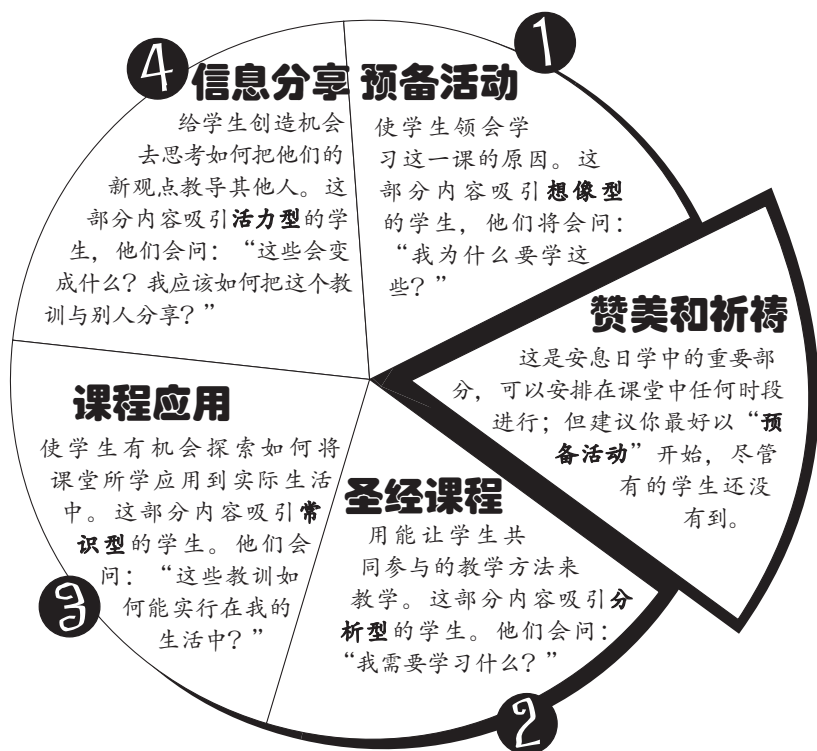 1
预备活动
使学生领会学
习这一课的原因。这
部分内容吸引想像型
的学生，他们将会问：
“我为什么要学这
些？”
赞美和祈祷
这是安息日学中的重要部
分，可以安排在课堂中任何时段
进行；但建议你最好以“预
备活动”开始，尽管
有的学生还没
有到。
圣经课程
用能让学生共
同参与的教学方法来
教学。这部分内容吸引分
析型的学生。他们会问：
“我需要学习什么？”
2
课程应用
使学生有机会探索如何将
课堂所学应用到实际生活
中。这部分内容吸引常
识型的学生。他们会
问：“这些教训如
何能实行在我的
生活中？”
3
4
信息分享
给学生创造机会
去思考如何把他们的
新观点教导其他人。这
部分内容吸引活力型的学
生，他们会问：“这些会变
成什么？我应该如何把这个教
训与别人分享？”